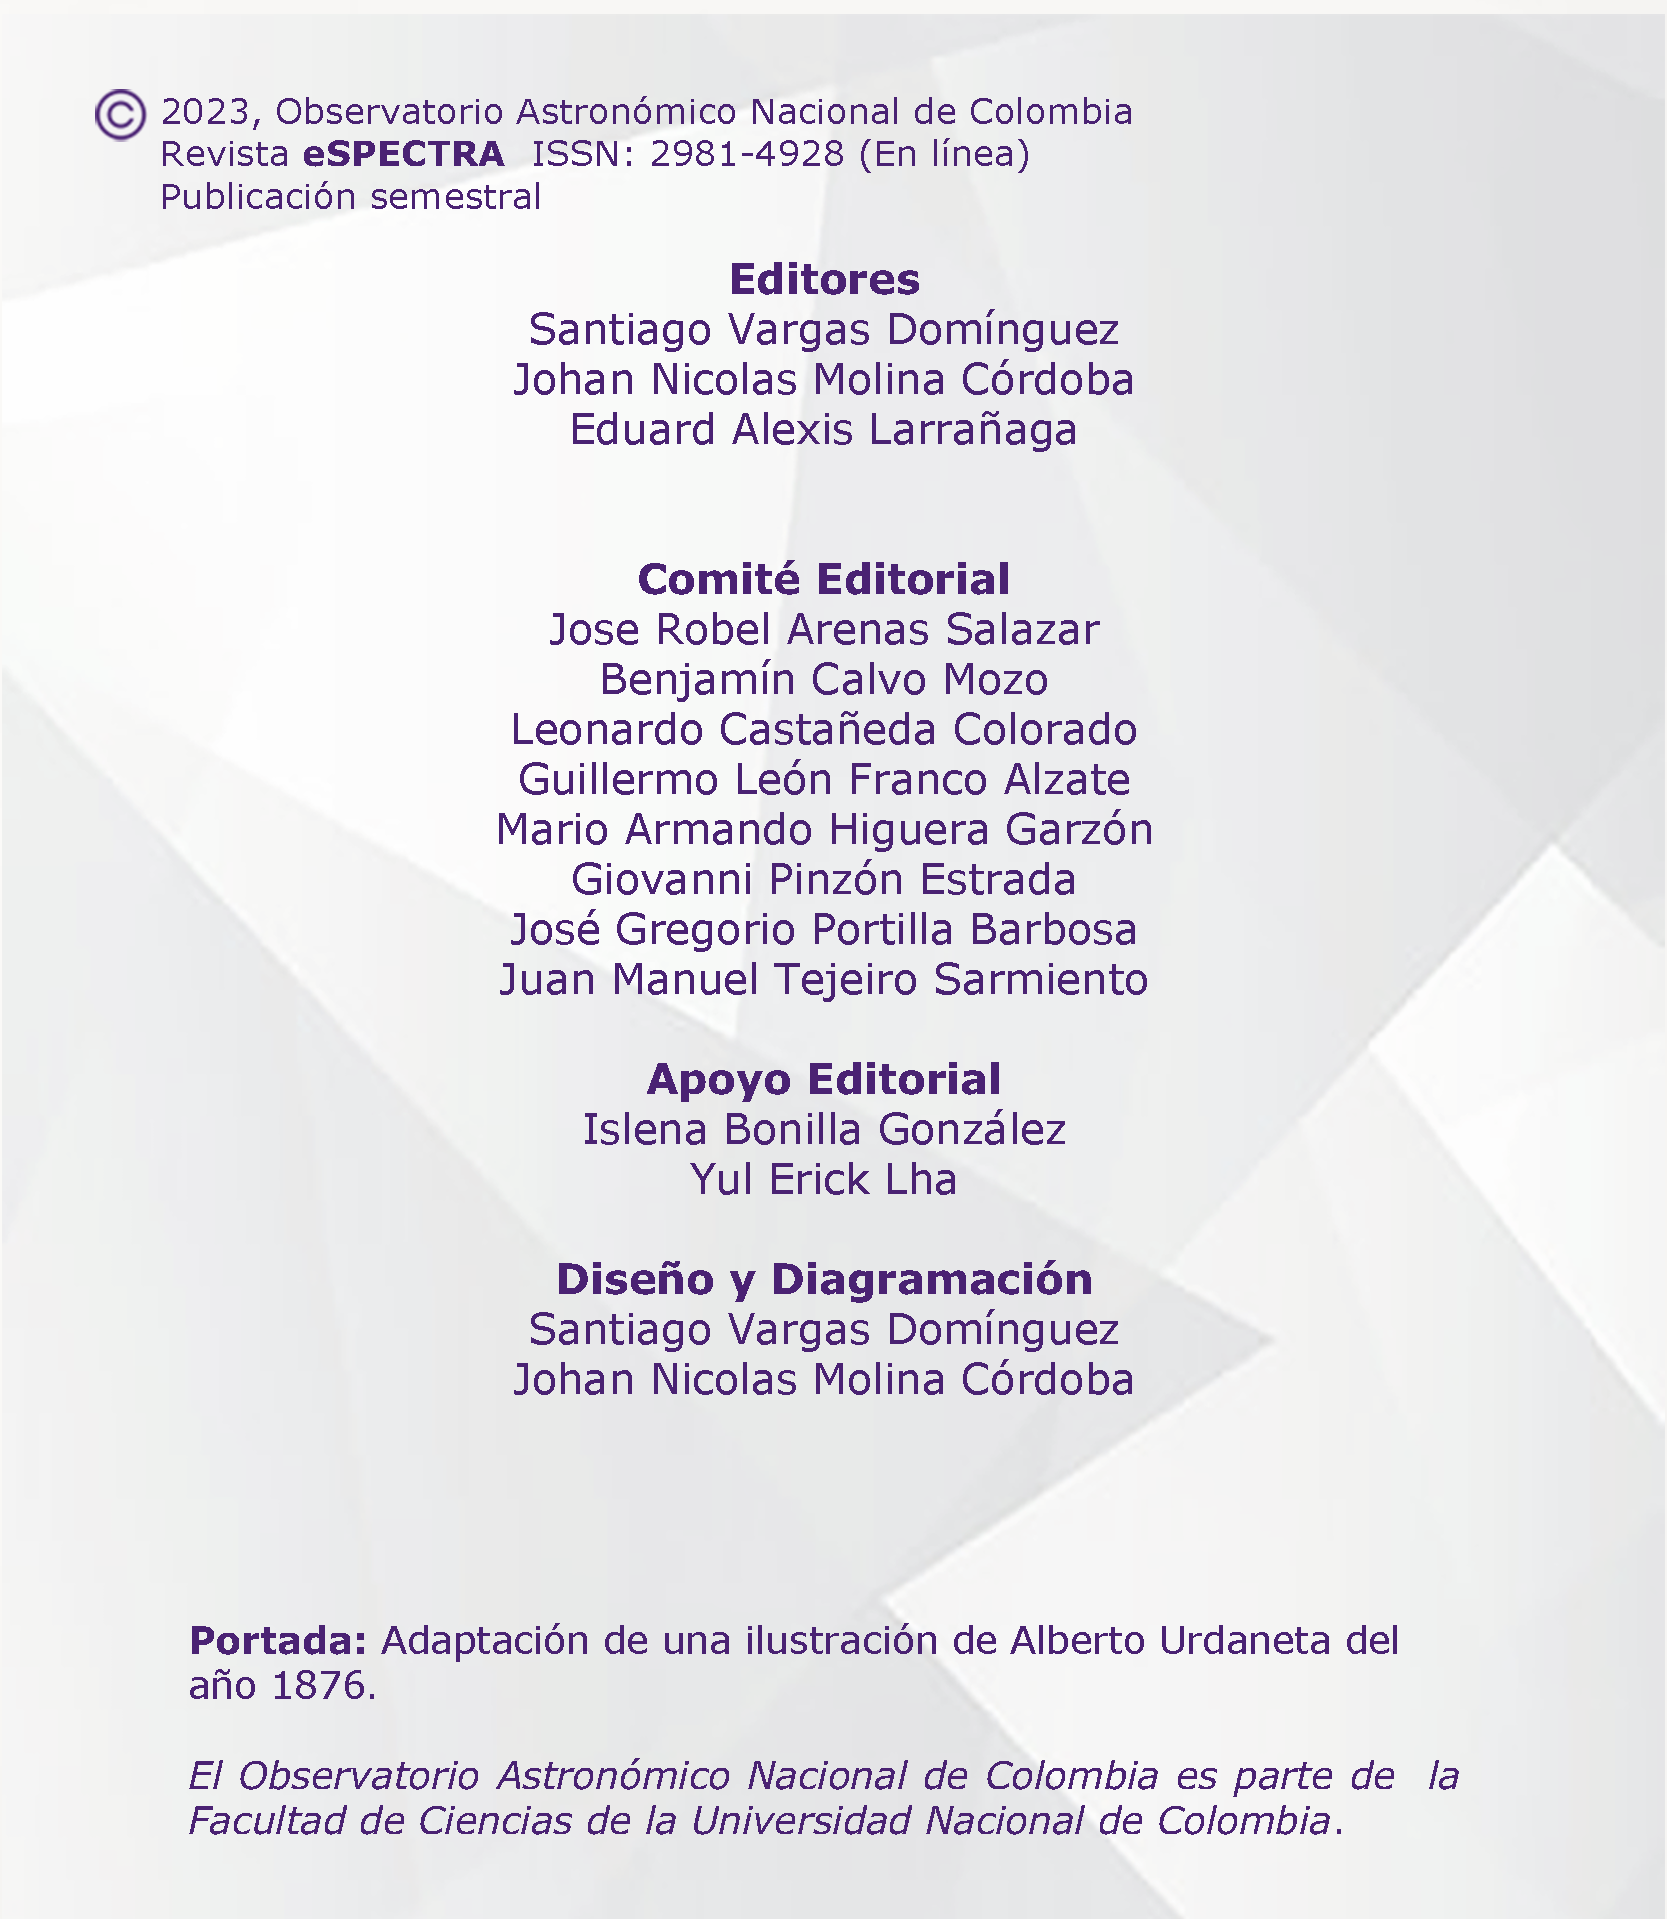 © 2023, Observatorio Astronómico Nacional de Colombia
Revista eSPECTRA ISSN: 2981-4928 (En línea)
Publicación semestral
Editores
Santiago Vargas Domínguez
Johan Nicolas Molina Córdoba
Eduard Alexis Larrañaga
Comité Editorial
Jose Robel Arenas Salazar
Benjamín Calvo Mozo
Leonardo Castañeda Colorado
Guillermo León Franco Alzate
Mario Armando Higuera Garzón
Giovanni Pinzón Estrada
José Gregorio Portilla Barbosa
Juan Manuel Tejeiro Sarmiento
Apoyo Editorial
Islena Bonilla González
Yul Erick Lha
Diseño y Diagramación
Santiago Vargas Domínguez
Johan Nicolas Molina Córdoba
Portada: Adaptación de una ilustración de Alberto Urdaneta del
año 1876.
El Observatorio Astronómico Nacional de Colombia es parte de la
Facultad de Ciencias de la Universidad Nacional de Colombia.